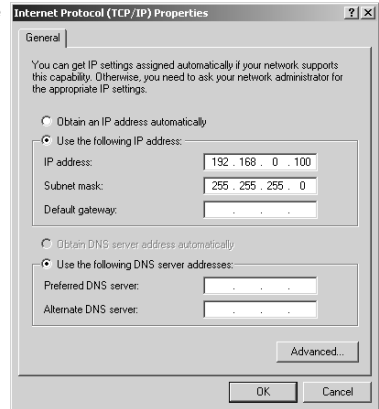 Internet Protocol (TCP/IP) Properties
General
You can get IP settings assigned automatically if your network supports
this capability. Otherwise, you need to ask your network administrator for
the appropriate IP settings.
Obtain an IP address automatically
Use the following IP address:
IP address: 192 . 168 . 0 . 100
Subnet mask: 255 . 255 . 255 . 0
Default gateway: . . .
Obtain DNS server address automatically
Use the following DNS server addresses:
Preferred DNS server: . . .
Alternate DNS server: . . .
Advanced...
OK Cancel